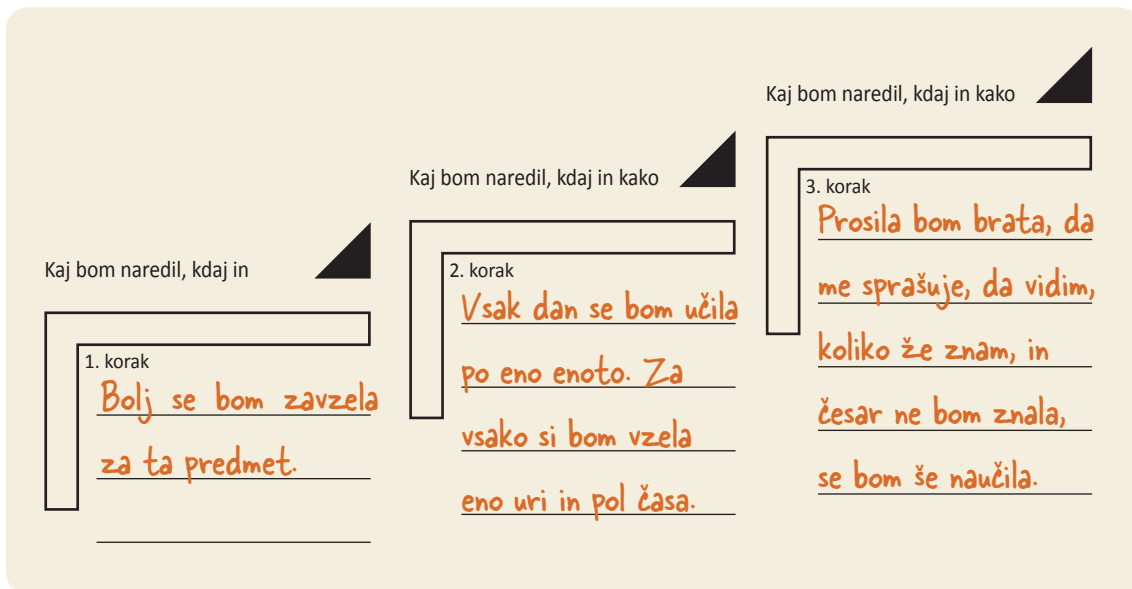 Kaj bom naredil, kdaj in
1. korak
Bolj se bom zavzela
za ta predmet.
Kaj bom naredil, kdaj in kako
2. korak
Vsak dan se bom učila
po eno enoto. Za
vsako si bom vzela
eno uri in pol časa.
Kaj bom naredil, kdaj in kako
3. korak
Prosila bom brata, da
me sprašuje, da vidim,
koliko že znam, in
česar ne bom znala,
se bom še naučila.